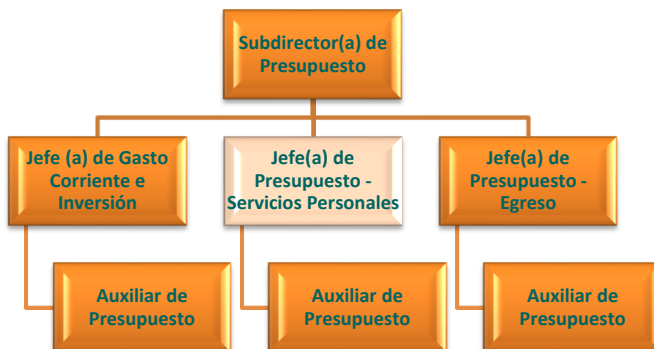 Subdirector(a) de
Presupuesto
Jefe (a) de Gasto
Corriente e
Inversión
Jefe(a) de
Presupuesto -
Servicios Personales
Jefe(a) de
Presupuesto -
Egreso
Auxiliar de
Presupuesto
Auxiliar de
Presupuesto
Auxiliar de
Presupuesto